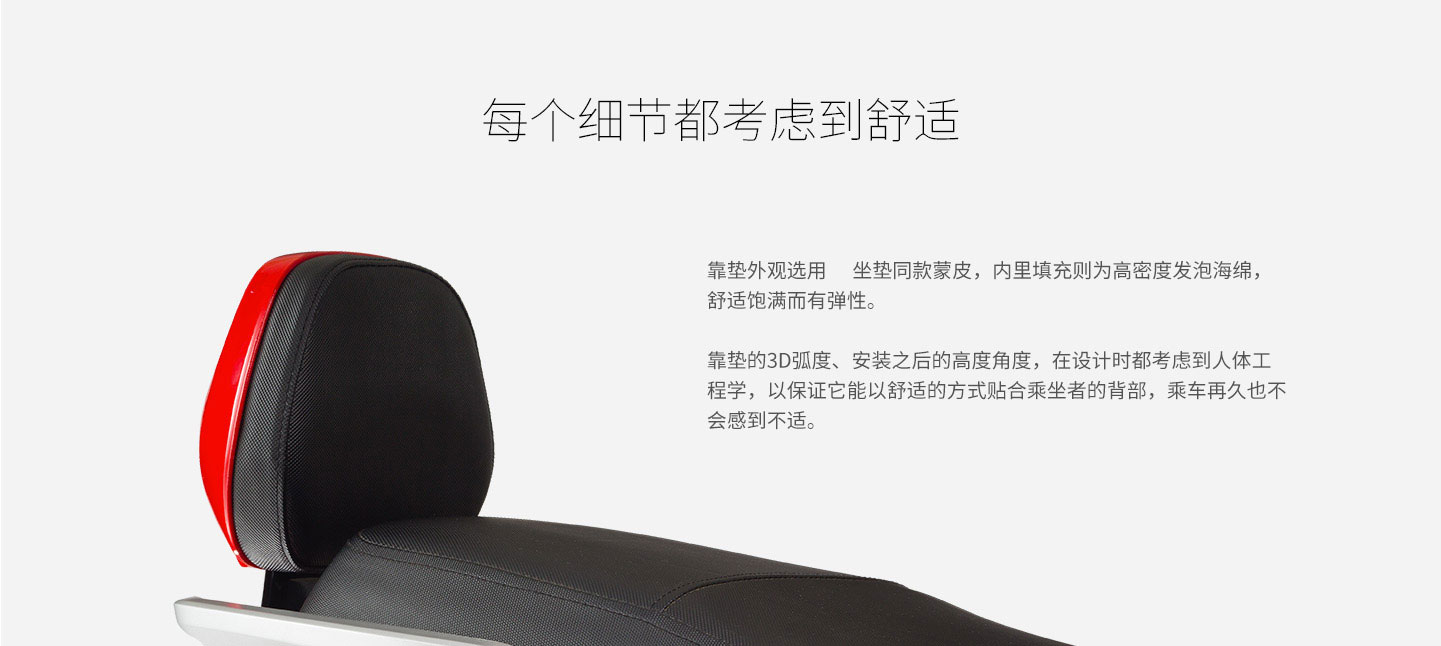 每个细节都考虑到舒适
靠垫外观选用 坐垫同款蒙皮，内里填充则为高密度发泡海绵，
舒适饱满而有弹性。
靠垫的3D弧度、安装之后的高度角度，在设计时都考虑到人体工
程学，以保证它能以舒适的方式贴合乘坐者的背部，乘车再久也不
会感到不适。